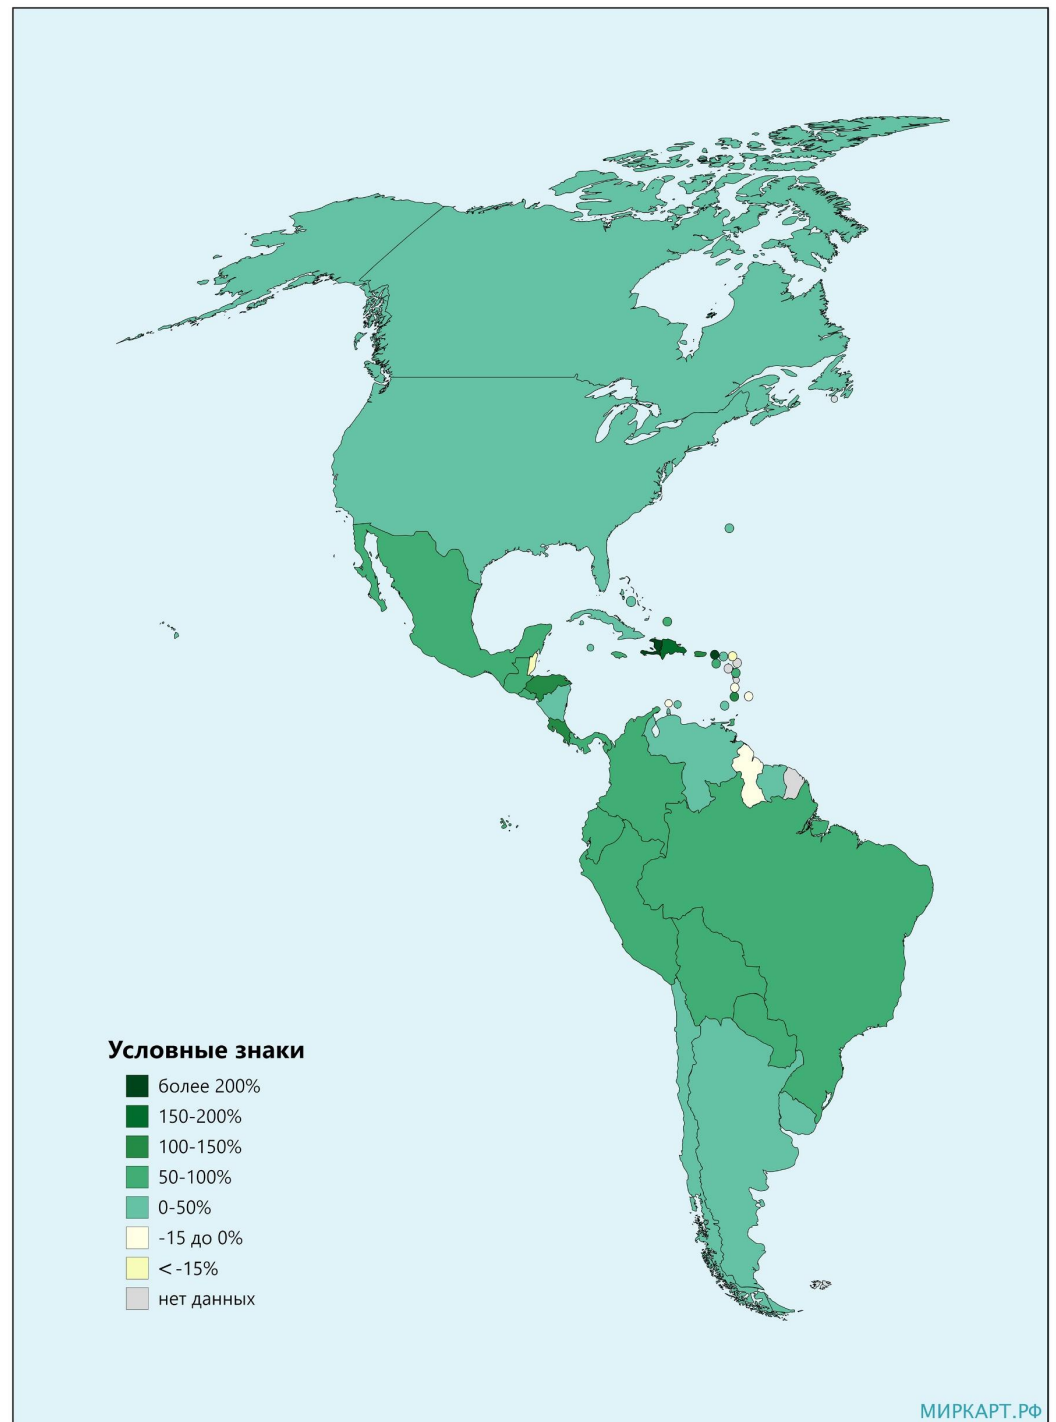 Условные знаки
более 200%
150-200%
100-150%
50-100%
0-50%
-15 до 0%
< -15%
нет данных
МИРКАРТ.РФ